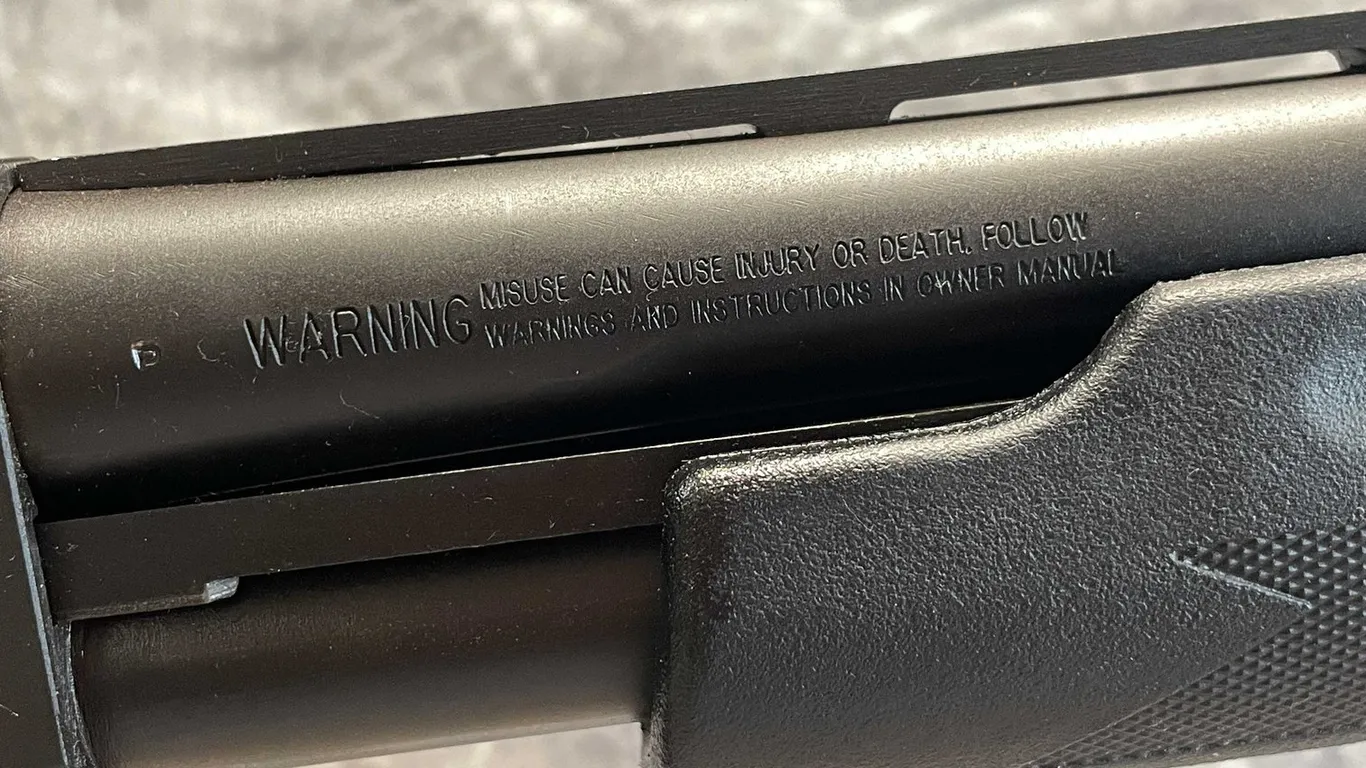 P
WARNING
MISUSE CAN CAUSE INJURY OR DEATH. FOLLOW
WARNINGS AND INSTRUCTIONS IN OWNER MANUAL